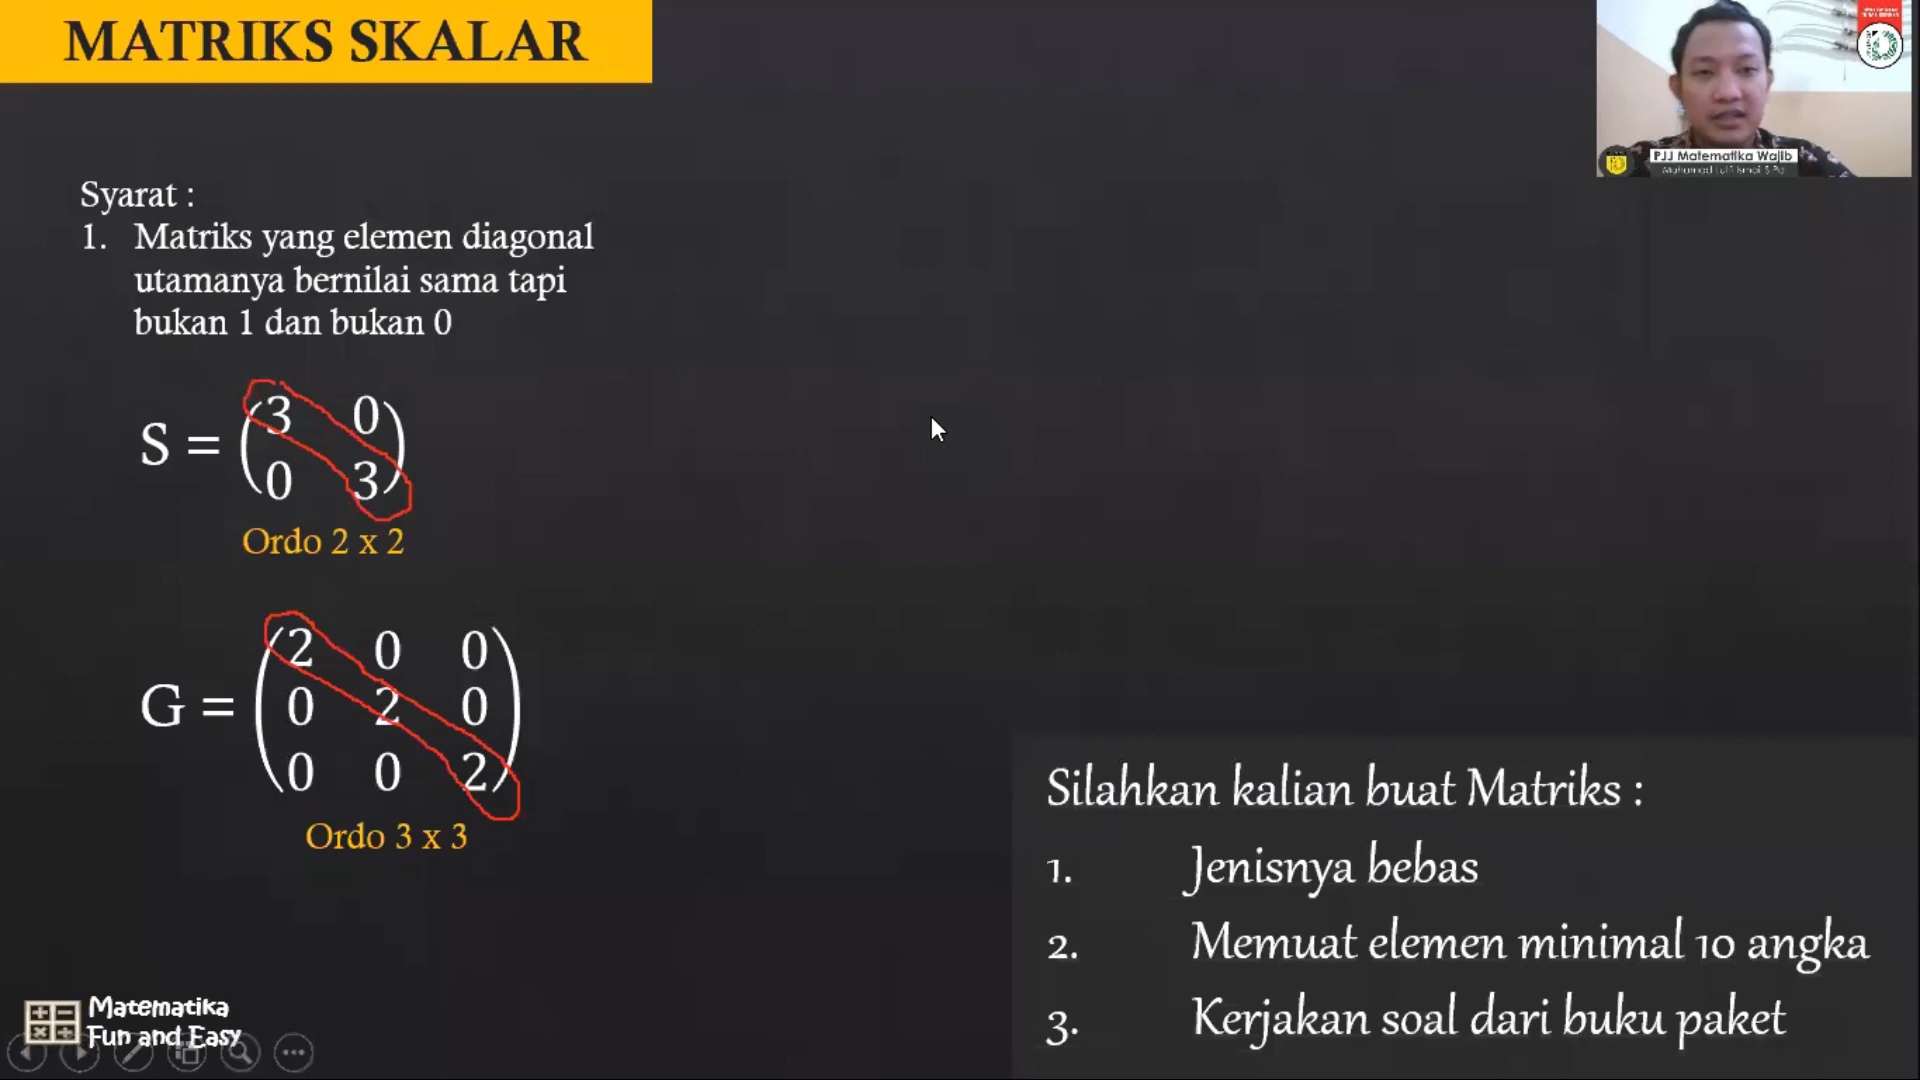 MATRIKS SKALAR
PJJ Matematika Wajib
Syarat :
1. Matriks yang elemen diagonal
utamanya bernilai sama tapi
bukan 1 dan bukan 0
S = (3 0
0 3)
Ordo 2 x 2
G = (2 0 0
0 2 0
0 0 2)
Ordo 3 x 3
Silahkan kalian buat Matriks :
1. Jenisnya bebas
2. Memuat elemen minimal 10 angka
3. Kerjakan soal dari buku paket
Matematika
Fun and Easy